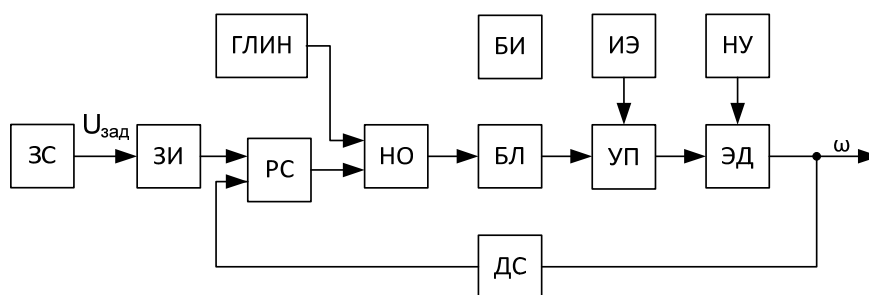 ГЛИН
БИ
ИЭ
НУ
ЗС
Uзад
ЗИ
РС
НО
БЛ
УП
ЭД
ω
ДС